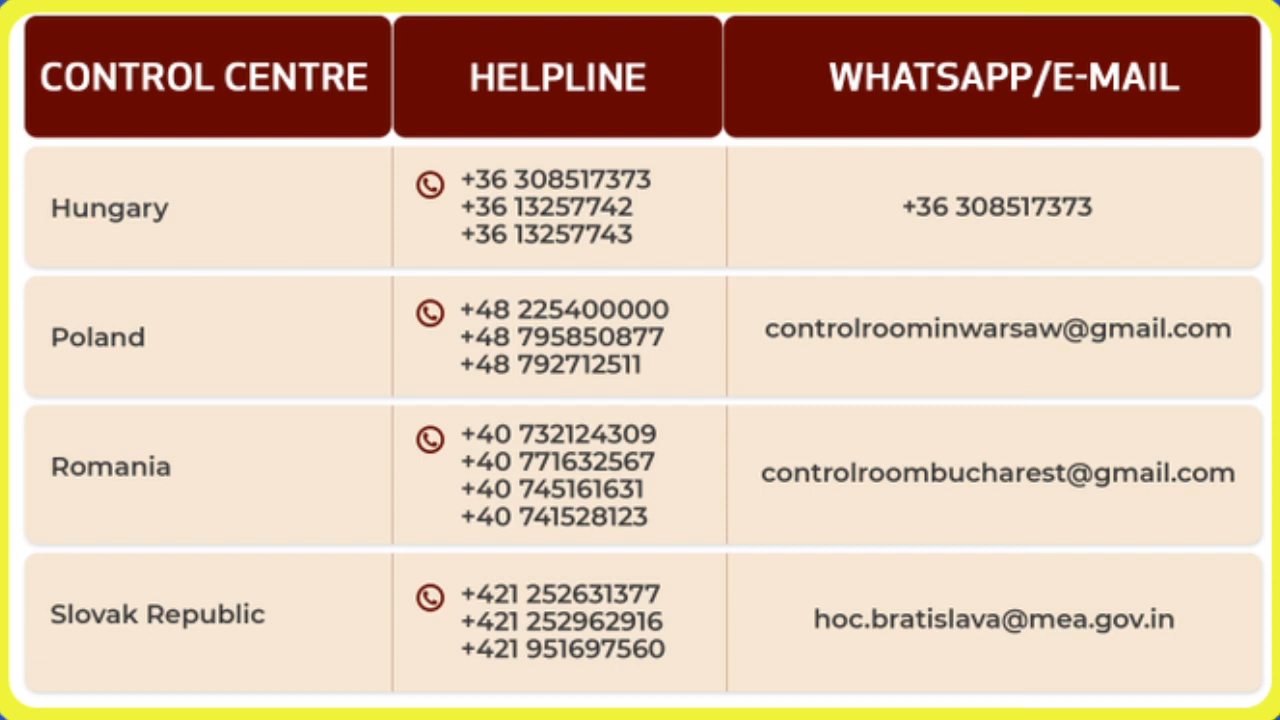 CONTROL CENTRE HELPLINE WHATSAPP/E-MAIL
Hungary
+36 308517373
+36 13257742
+36 13257743
+36 308517373
Poland
+48 225400000
+48 795850877
+48 792712511
controlroominwarsaw@gmail.com
Romania
+40 732124309
+40 771632567
+40 745161631
+40 741528123
controlroombucharest@gmail.com
Slovak Republic
+421 252631377
+421 252962916
+421 951697560
hoc.bratislava@mea.gov.in